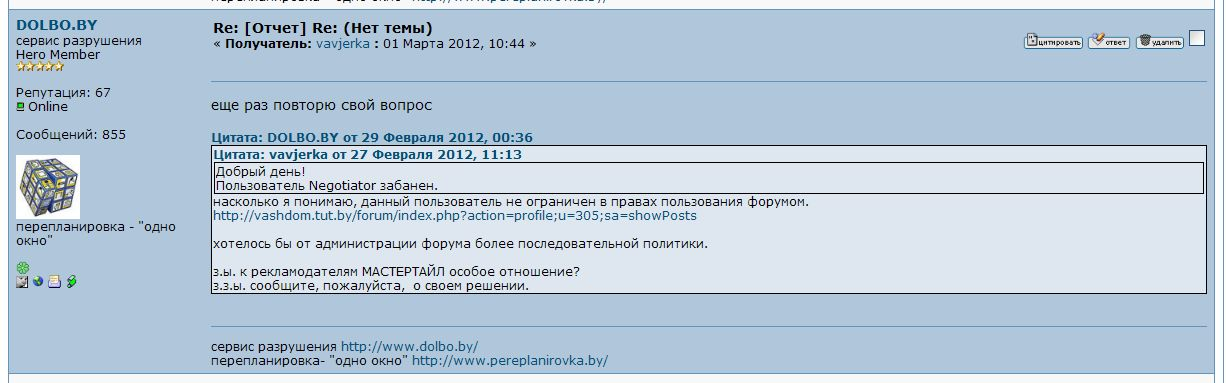 DOLBO.BY
сервис разрушения
Hero Member
Репутация: 67
Online
Сообщений: 855
перепланировка - "одно
окно"
Re: [Отчет] Re: (Нет темы)
« Получатель: vavjerka : 01 Марта 2012, 10:44 »
цитировать ответ удалить
еще раз повторю свой вопрос
Цитата: DOLBO.BY от 29 Февраля 2012, 00:36
Цитата: vavjerka от 27 Февраля 2012, 11:13
Добрый день!
Пользователь Negotiator забанен.
насколько я понимаю, данный пользователь не ограничен в правах пользования форумом.
http://vashdom.tut.by/forum/index.php?action=profile;u=305;sa=showPosts
хотелось бы от администрации форума более последовательной политики.
з.ы. к рекламодателям МАСТЕРТАЙЛ особое отношение?
з.з.ы. сообщите, пожалуйста, о своем решении.
сервис разрушения http://www.dolbo.by/
перепланировка- "одно окно" http://www.pereplanirovka.by/